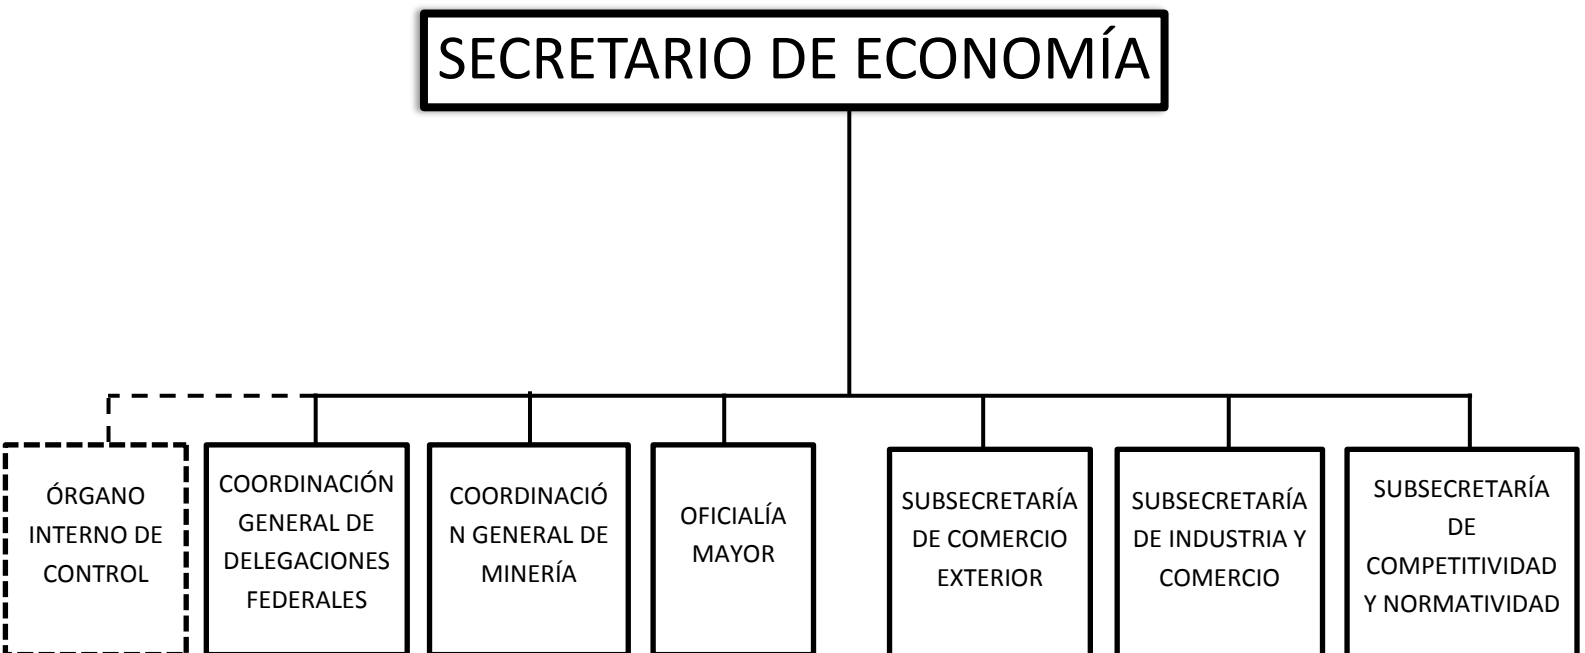 SECRETARIO DE ECONOMÍA
ÓRGANO
INTERNO DE
CONTROL
COORDINACIÓN
GENERAL DE
DELEGACIONES
FEDERALES
COORDINACIÓ
N GENERAL DE
MINERÍA
OFICIALÍA
MAYOR
SUBSECRETARÍA
DE COMERCIO
EXTERIOR
SUBSECRETARÍA
DE INDUSTRIA Y
COMERCIO
SUBSECRETARÍA
DE
COMPETITIVIDAD
Y NORMATIVIDAD